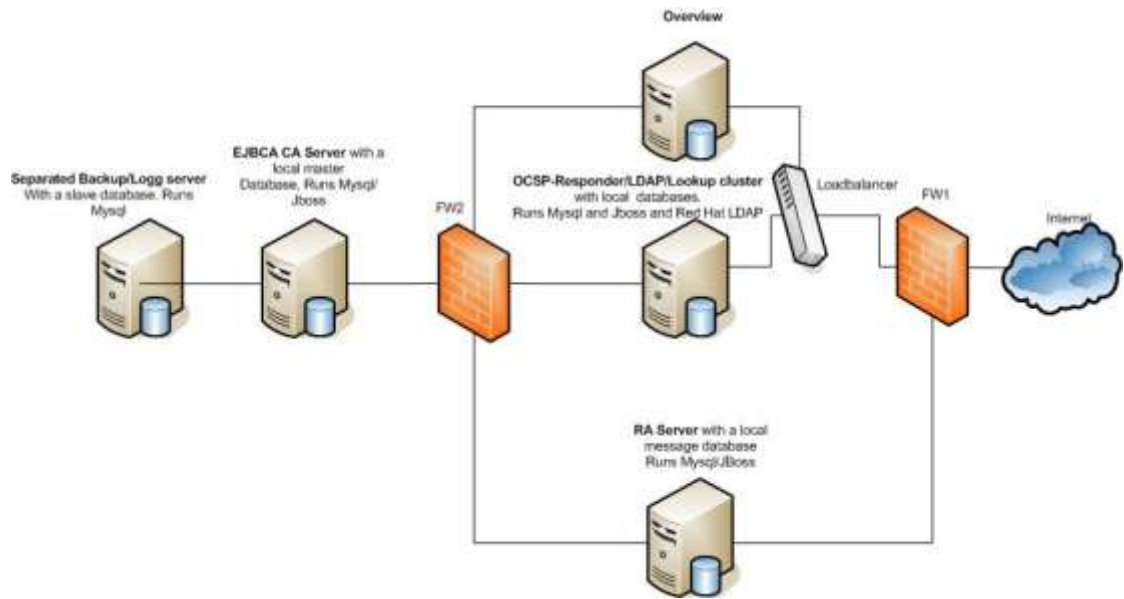 Overview
EJBCA CA Server with a
local master
Database, Runs Mysql/
Jboss
Separated Backup/Logg server
With a slave database, Runs
Mysql
FW2
OCSP-Responder/LDAP/Lookup cluster
with local databases.
Runs Mysql and Jboss and Red Hat LDAP
Loadbalancer
FW1
Internet
RA Server with a local
message database
Runs Mysql/JBoss